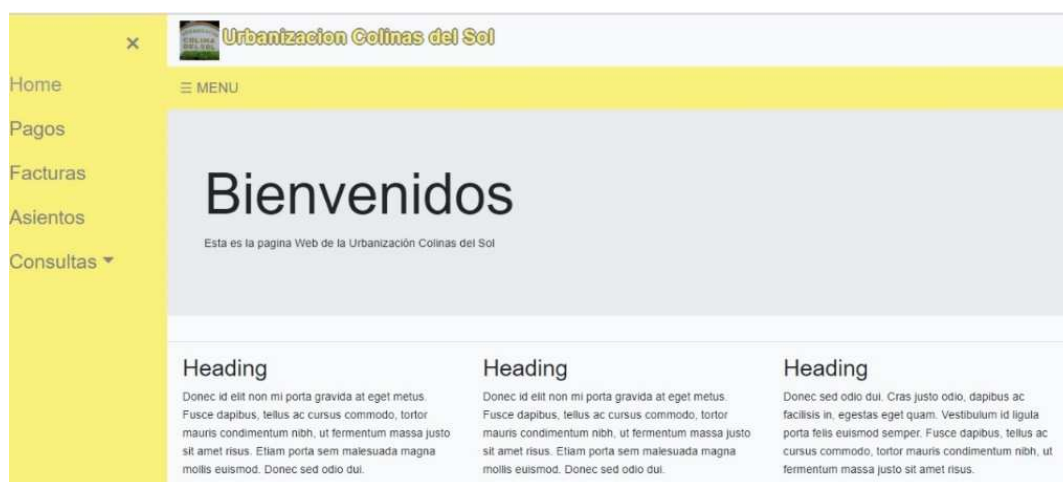 ×
Home
Pagos
Facturas
Asientos
Consultas
Urbanizacion Colinas del Sol
☰ MENU
Bienvenidos
Esta es la pagina Web de la Urbanización Colinas del Sol
Heading
Donec id elit non mi porta gravida at eget metus.
Fusce dapibus, tellus ac cursus commodo, tortor
mauris condimentum nibh, ut fermentum massa justo
sit amet risus. Etiam porta sem malesuada magna
mollis euismod. Donec sed odio dui.
Heading
Donec id elit non mi porta gravida at eget metus.
Fusce dapibus, tellus ac cursus commodo, tortor
mauris condimentum nibh, ut fermentum massa justo
sit amet risus. Etiam porta sem malesuada magna
mollis euismod. Donec sed odio dui.
Heading
Donec sed odio dui. Cras justo odio, dapibus ac
facilisis in, egestas eget quam. Vestibulum id ligula
porta felis euismod semper. Fusce dapibus, tellus ac
cursus commodo, tortor mauris condimentum nibh, ut
fermentum massa justo sit amet risus.